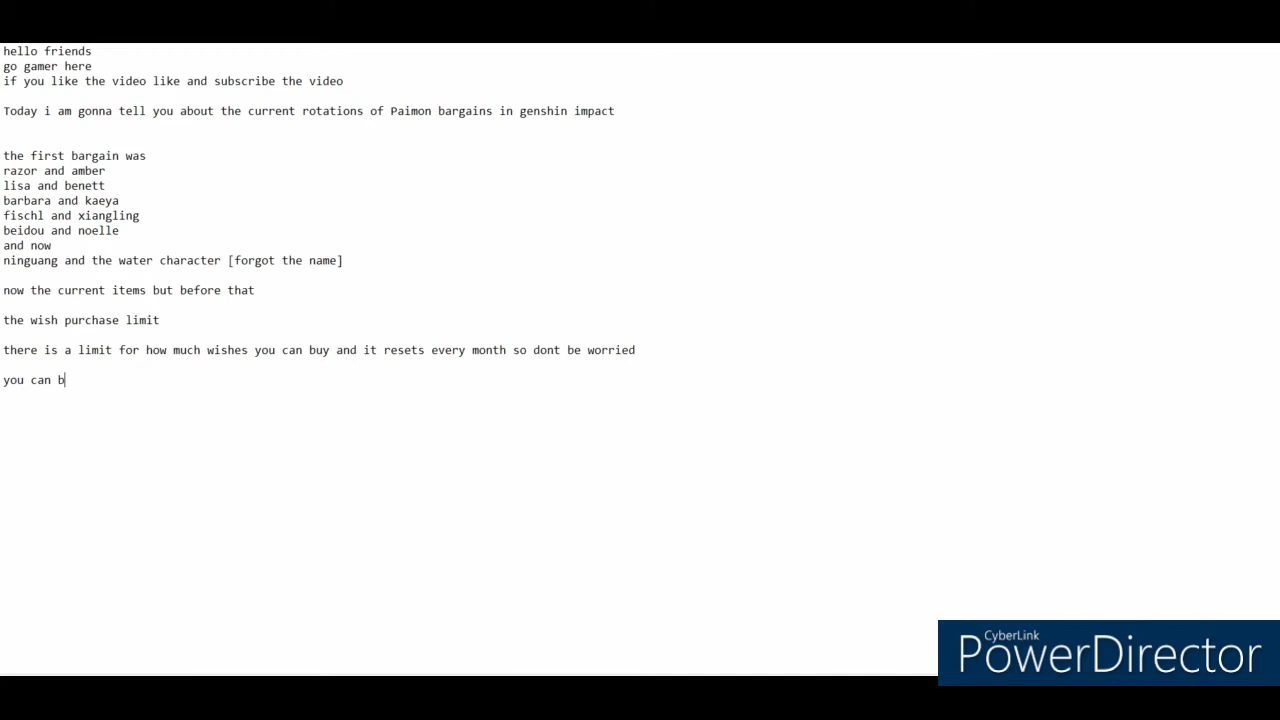 hello friends
go gamer here
if you like the video like and subscribe the video
Today i am gonna tell you about the current rotations of Paimon bargains in genshin impact
the first bargain was
razor and amber
lisa and benett
barbara and kaeya
fischl and xiangling
beidou and noelle
and now
ninguang and the water character [forgot the name]
now the current items but before that
the wish purchase limit
there is a limit for how much wishes you can buy and it resets every month so dont be worried
you can b
CyberLink
PowerDirector